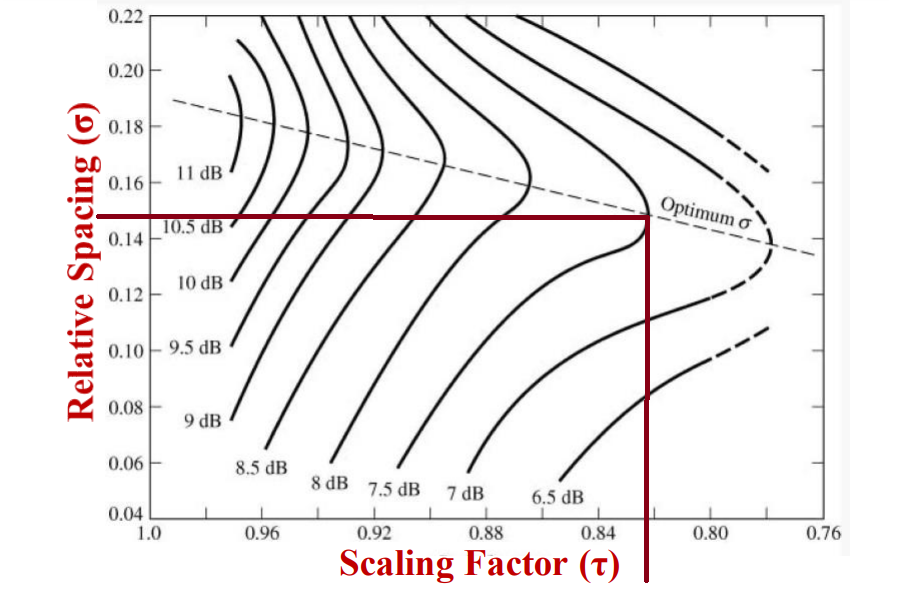 0.22
0.20
0.18
0.16
0.14
0.12
0.10
0.08
0.06
0.04
Relative Spacing (σ)
11 dB
10.5 dB
10 dB
9.5 dB
9 dB
8.5 dB
8 dB
7.5 dB
7 dB
6.5 dB
Optimum σ
1.0 0.96 0.92 0.88 0.84 0.80 0.76
Scaling Factor (τ)